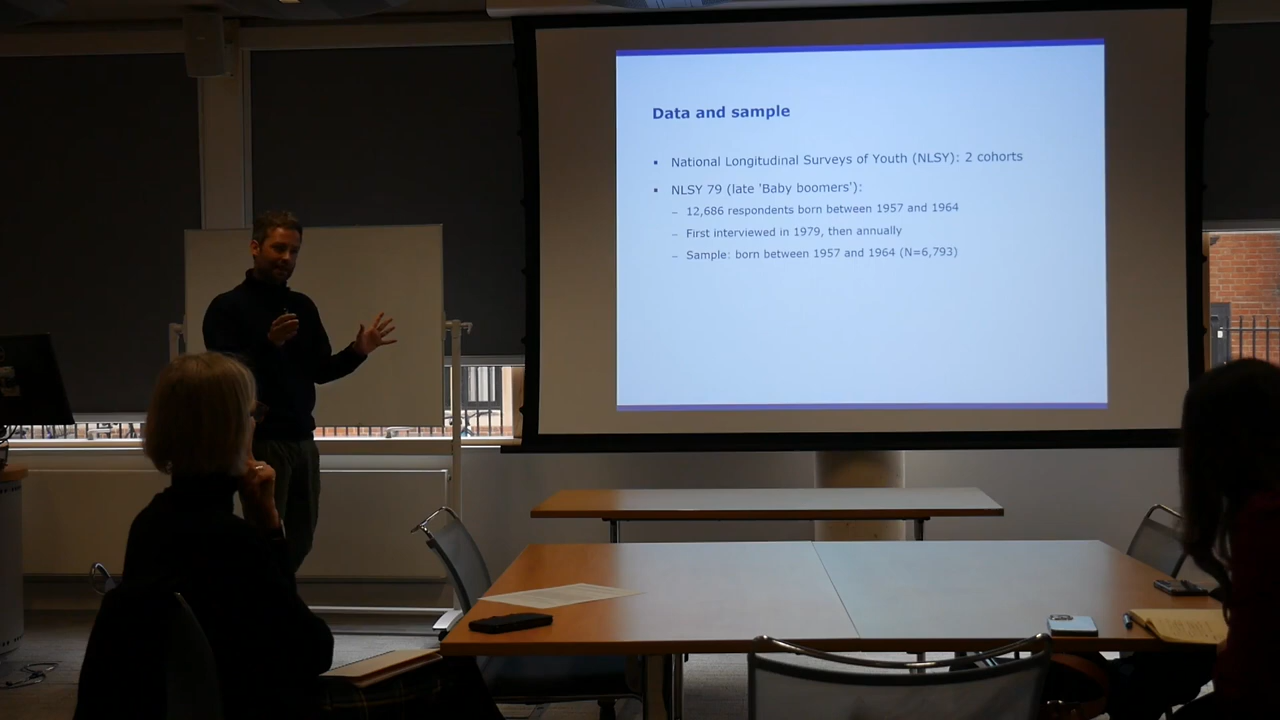 Data and sample
▪ National Longitudinal Surveys of Youth (NLSY): 2 cohorts
▪ NLSY 79 (late 'Baby boomers'):
– 12,686 respondents born between 1957 and 1964
– First interviewed in 1979, then annually
– Sample: born between 1957 and 1964 (N=6,793)